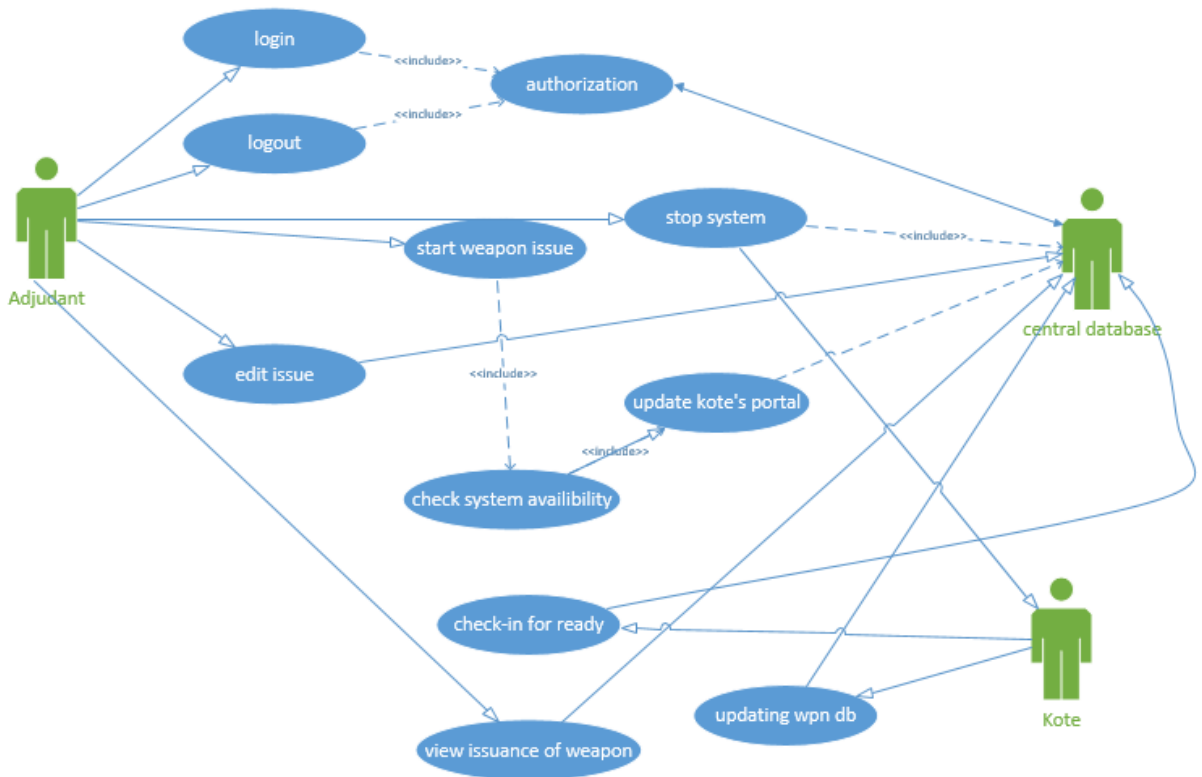 login
<<include>>
authorization
<<include>>
logout
stop system
<<include>>
start weapon issue
Adjudant
central database
edit issue
<<include>>
update kote's portal
<<include>>
check system availibility
check-in for ready
updating wpn db
Kote
view issuance of weapon